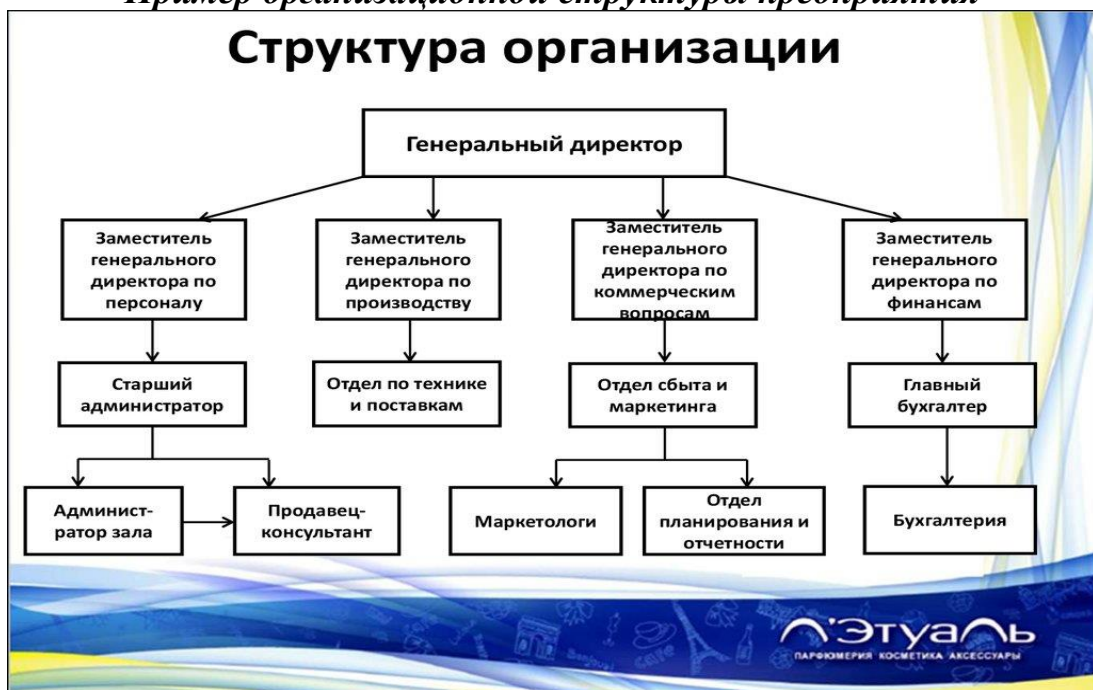 Пример организационной структуры предприятия
Структура организации
Генеральный директор
Заместитель
генерального
директора по
персоналу
Заместитель
генерального
директора по
производству
Заместитель
генерального
директора по
коммерческим
вопросам
Заместитель
генерального
директора по
финансам
Старший
администратор
Отдел по технике
и поставкам
Отдел сбыта и
маркетинга
Главный
бухгалтер
Админист-
ратор зала
Продавец-
консультант
Маркетологи
Отдел
планирования и
отчетности
Бухгалтерия
Л'Этуаль
ПАРФЮМЕРИЯ КОСМЕТИКА АКСЕССУАРЫ